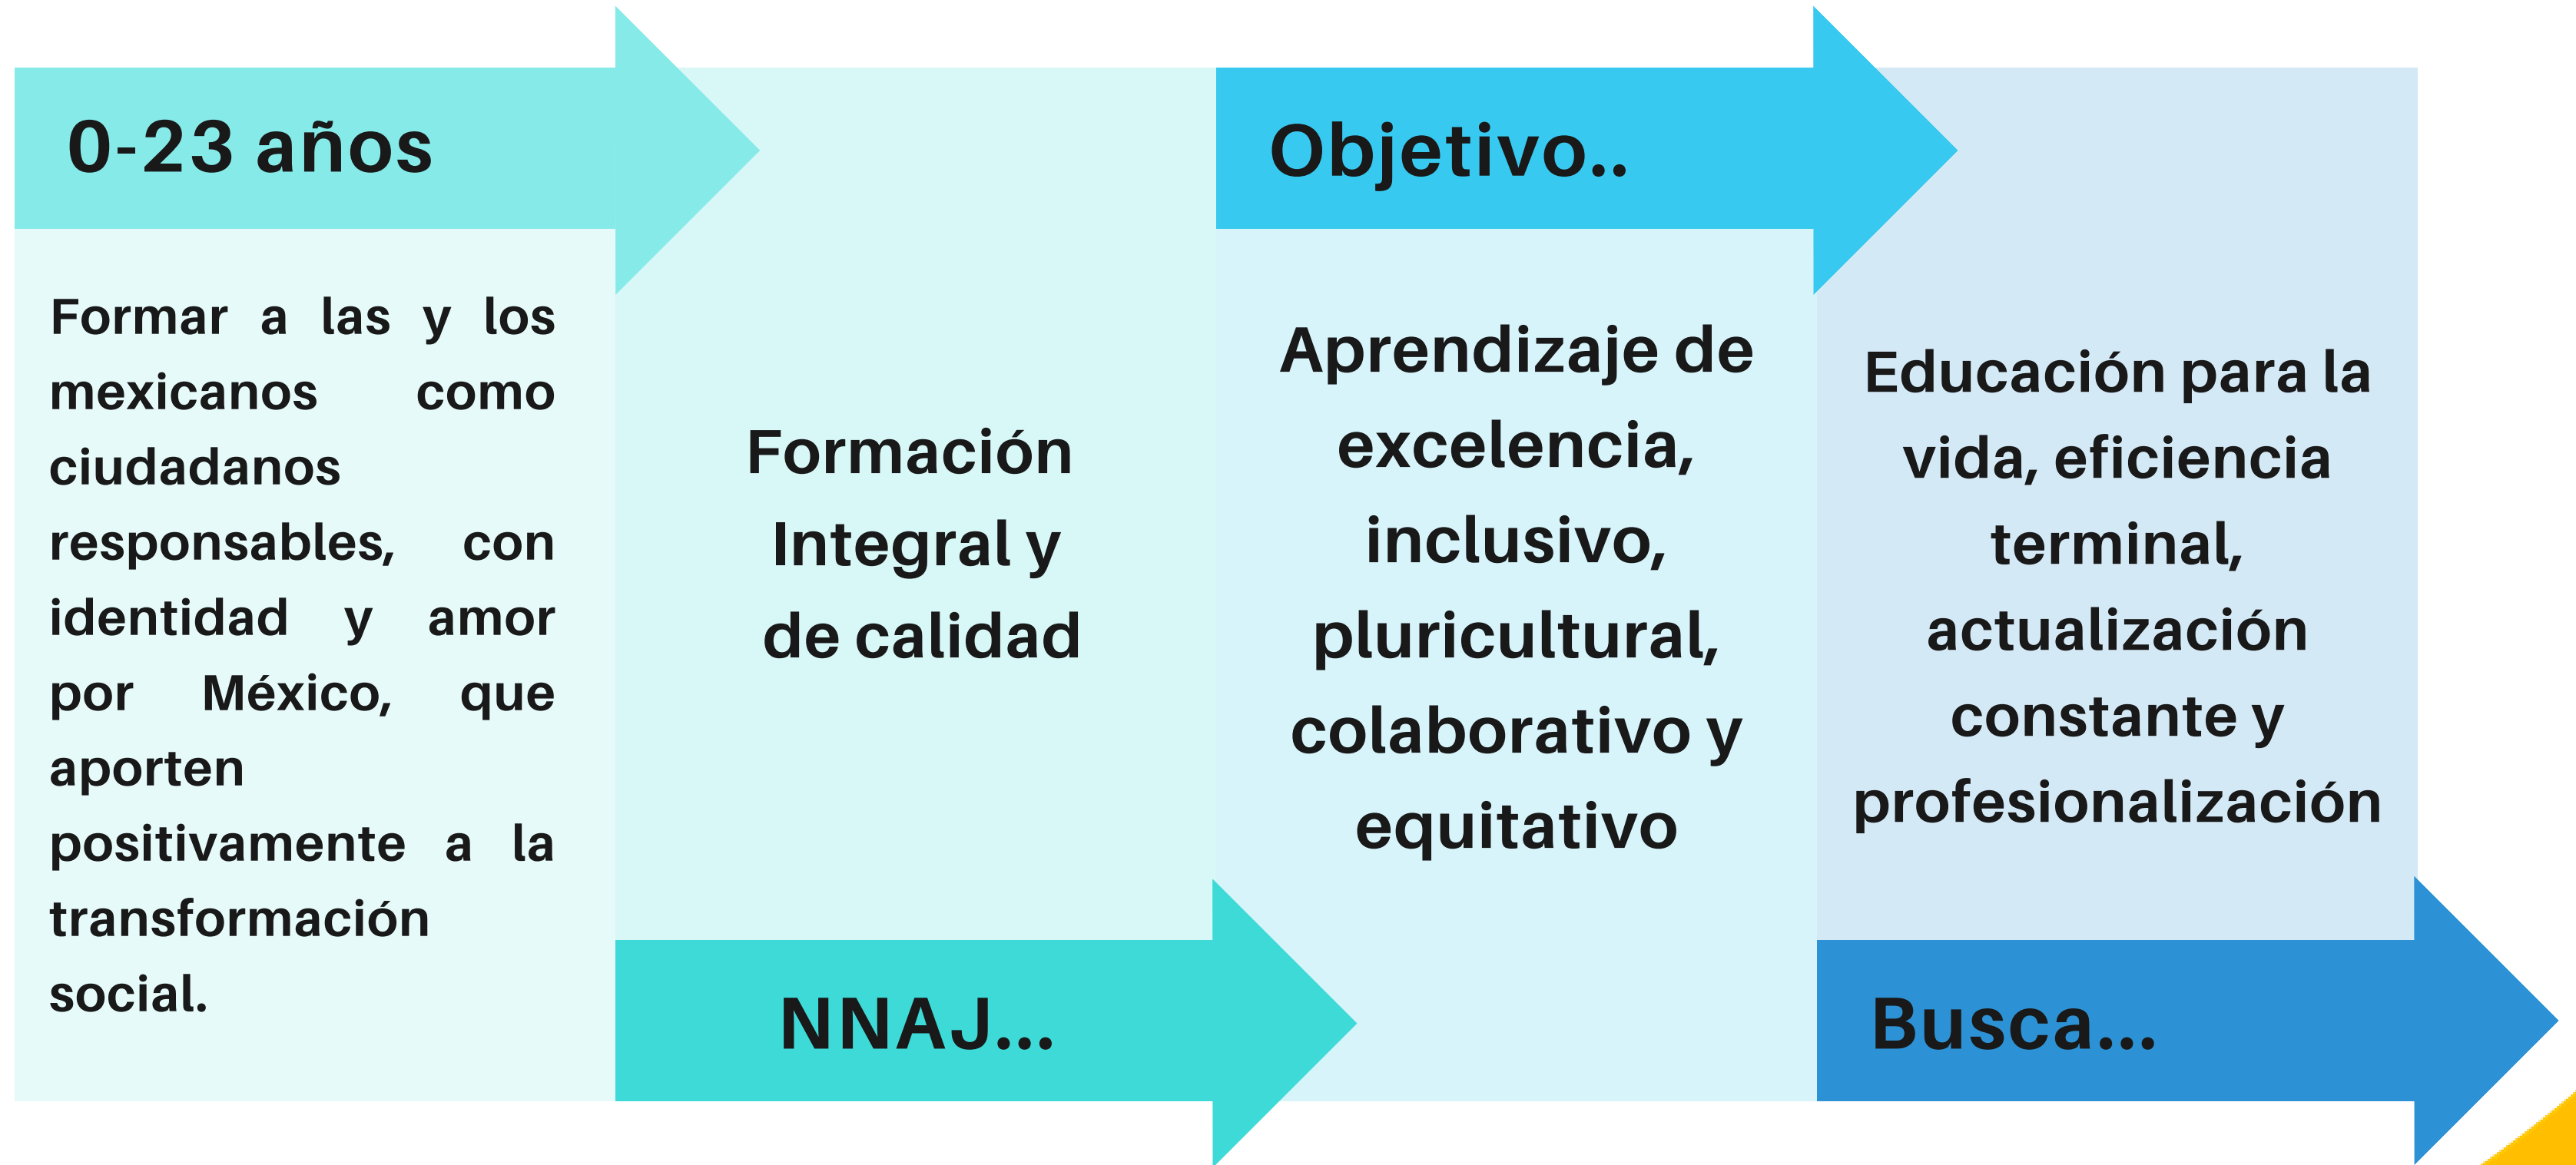 0-23 años
Formar a las y los
mexicanos como
ciudadanos
responsables, con
identidad y amor
por México, que
aporten
positivamente a la
transformación
social.
Formación
Integral y
de calidad
NNAJ...
Objetivo..
Aprendizaje de
excelencia,
inclusivo,
pluricultural,
colaborativo y
equitativo
Educación para la
vida, eficiencia
terminal,
actualización
constante y
profesionalización
Busca...